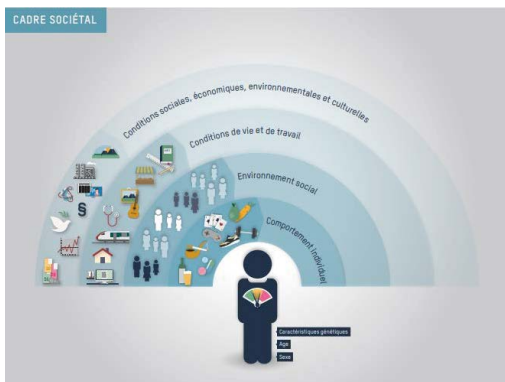 CADRE SOCIÉTAL
Conditions sociales, économiques, environnementales et culturelles
Conditions de vie et de travail
Environnement social
Comportement individuel
§
Caractéristiques génétiques
Age
Sexe